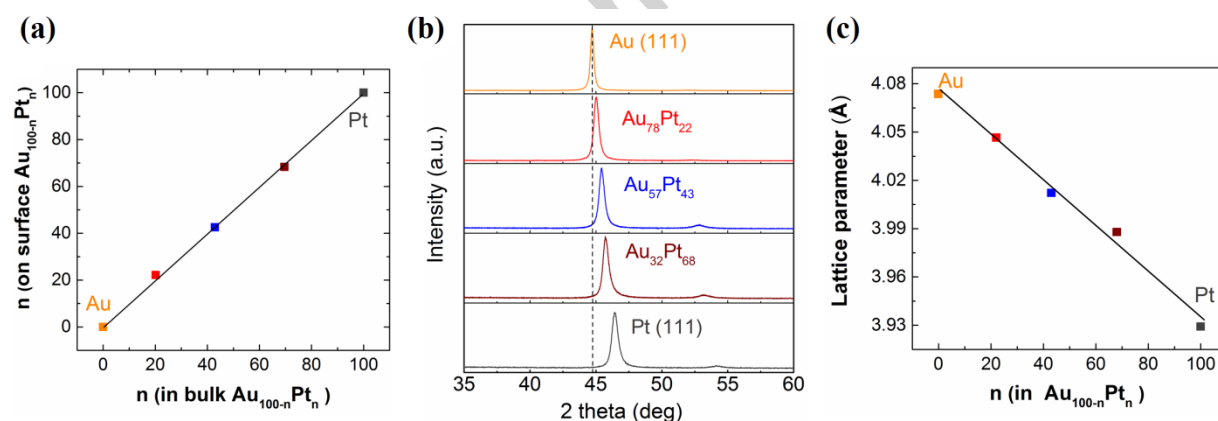 (a)
n (on surface Au100-nPtn)
100
80
60
40
20
0
Au
Pt
0 20 40 60 80 100
n (in bulk Au100-nPtn )
(b)
Intensity (a.u.)
Au (111)
Au78Pt22
Au57Pt43
Au32Pt68
Pt (111)
35 40 45 50 55 60
2 theta (deg)
(c)
Lattice parameter (Å)
4.08
4.05
4.02
3.99
3.96
3.93
Au
Pt
0 20 40 60 80 100
n (in Au100-nPtn )